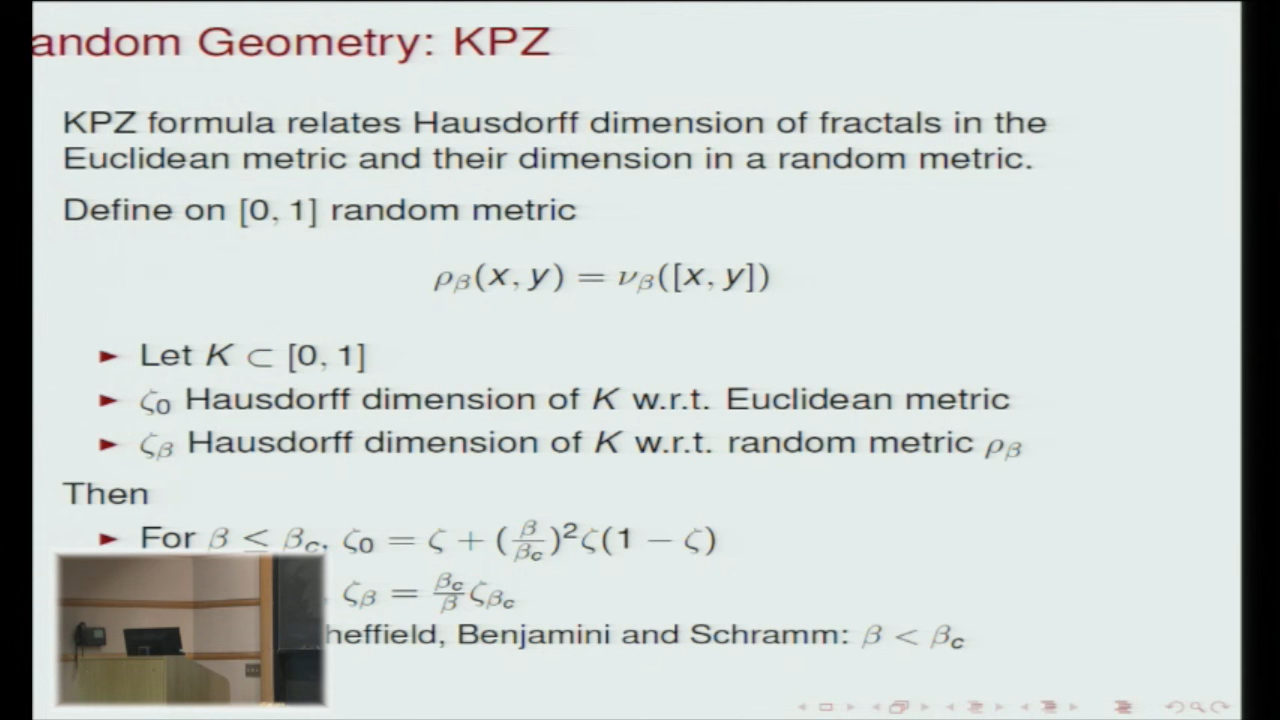 andom Geometry: KPZ
KPZ formula relates Hausdorff dimension of fractals in the
Euclidean metric and their dimension in a random metric.
Define on [0, 1] random metric
ρ_β(x, y) = ν_β([x, y])
► Let K ⊂ [0, 1]
► ζ₀ Hausdorff dimension of K w.r.t. Euclidean metric
► ζ_β Hausdorff dimension of K w.r.t. random metric ρ_β
Then
► For β ≤ β_c, ζ₀ = ζ + (β/β_c)²ζ(1 − ζ)
, ζ_β = β_c/β ζ_{β_c}
heffield, Benjamini and Schramm: β < β_c